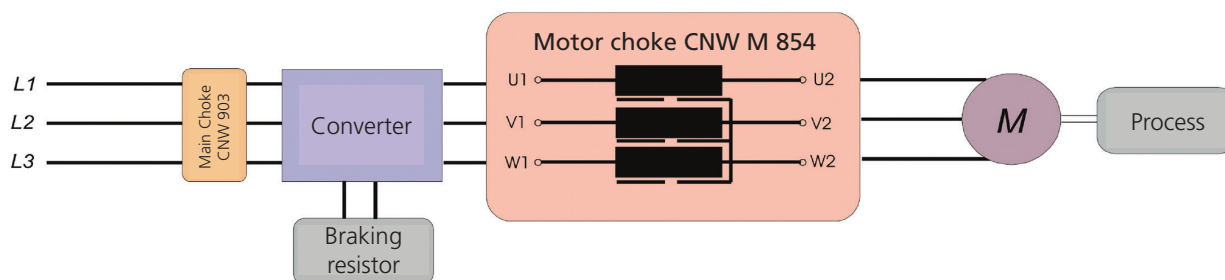 Motor choke CNW M 854
L1
L2
L3
Main Choke
CNW 903
Converter
Braking
resistor
U1
U2
V1
V2
W1
W2
M
Process